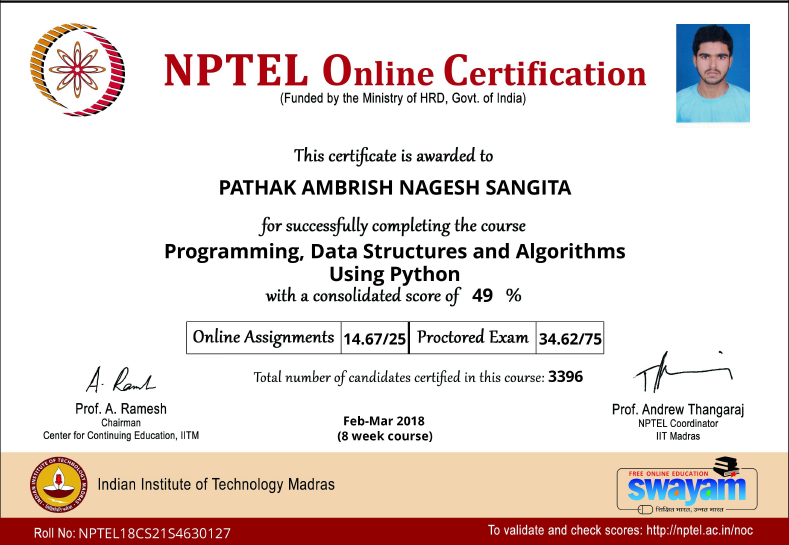 NPTEL Online Certification
(Funded by the Ministry of HRD, Govt. of India)
This certificate is awarded to
PATHAK AMBRISH NAGESH SANGITA
for successfully completing the course
Programming, Data Structures and Algorithms
Using Python
with a consolidated score of 49 %
Online Assignments 14.67/25 Proctored Exam 34.62/75
Total number of candidates certified in this course: 3396
A. Ramesh
Prof. A. Ramesh
Chairman
Center for Continuing Education, IITM
Feb-Mar 2018
(8 week course)
Prof. Andrew Thangaraj
NPTEL Coordinator
IIT Madras
Indian Institute of Technology Madras
FREE ONLINE EDUCATION
swayam
शिक्षित भारत, उन्नत भारत
Roll No: NPTEL18CS21S4630127
To validate and check scores: http://nptel.ac.in/noc